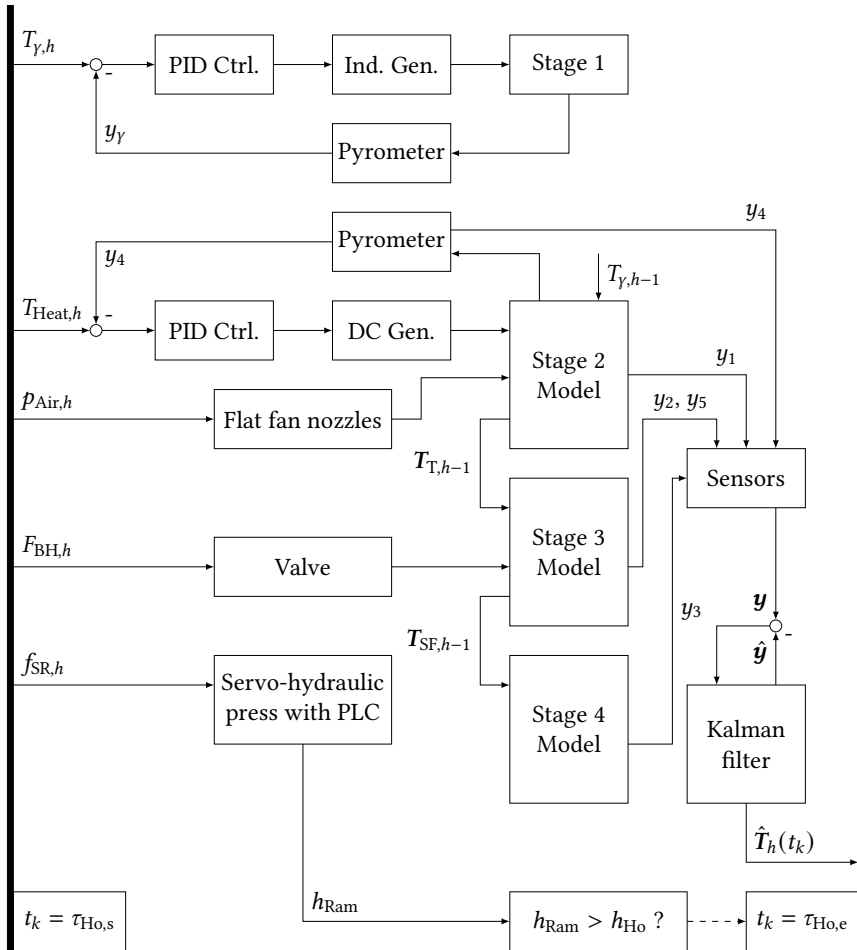 T_{γ,h}
-
PID Ctrl.
Ind. Gen.
Stage 1
y_γ
Pyrometer
y_4
Pyrometer
y_4
T_{γ,h−1}
T_{Heat,h}
-
PID Ctrl.
DC Gen.
Stage 2
Model
y_1
p_{Air,h}
Flat fan nozzles
y_2, y_5
T_{T,h−1}
Sensors
F_{BH,h}
Valve
Stage 3
Model
y
y_3
-
T_{SF,h−1}
ŷ
f_{SR,h}
Servo-hydraulic
press with PLC
Stage 4
Model
Kalman
filter
T̂_h(t_k)
h_{Ram}
t_k = τ_{Ho,s}
h_{Ram} > h_{Ho} ?
t_k = τ_{Ho,e}